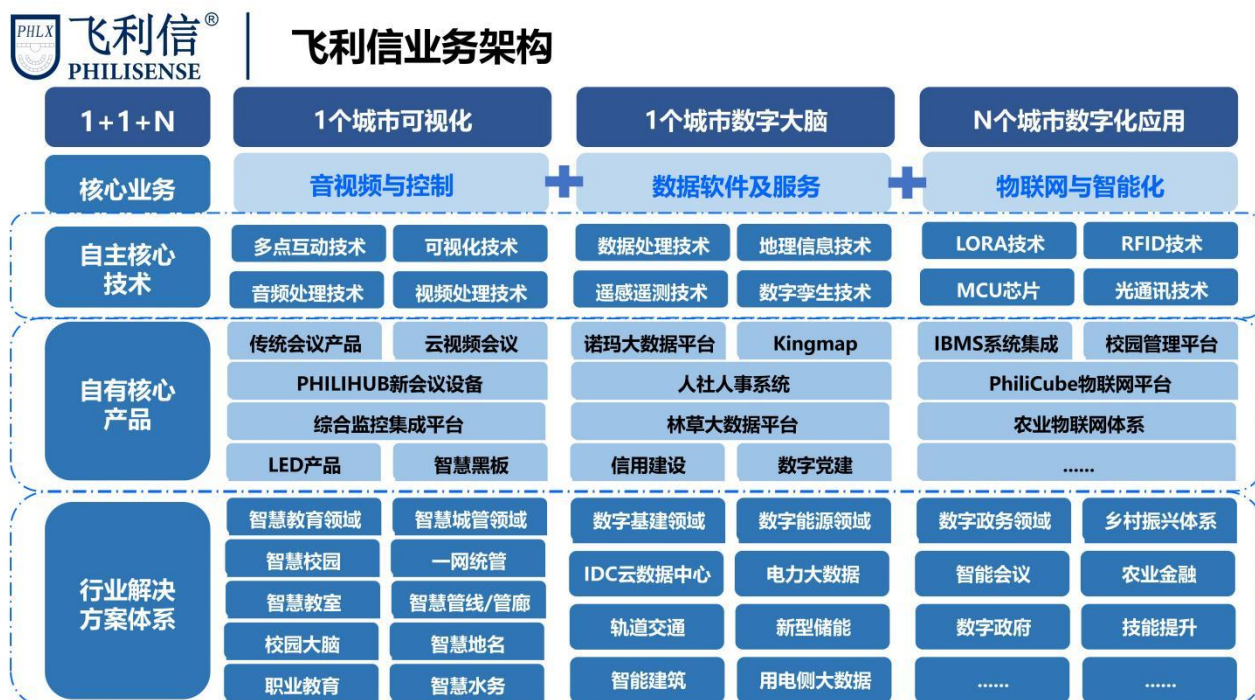 PHLX
飞利信®
PHILISENSE
飞利信业务架构
1+1+N
1个城市可视化
1个城市数字大脑
N个城市数字化应用
核心业务
音视频与控制
+
数据软件及服务
+
物联网与智能化
自主核心
技术
多点互动技术
可视化技术
数据处理技术
地理信息技术
LORA技术
RFID技术
音频处理技术
视频处理技术
遥感遥测技术
数字孪生技术
MCU芯片
光通讯技术
自有核心
产品
传统会议产品
云视频会议
诺玛大数据平台
Kingmap
IBMS系统集成
校园管理平台
PHILIHUB新会议设备
人社人事系统
PhiliCube物联网平台
综合监控集成平台
林草大数据平台
农业物联网体系
LED产品
智慧黑板
信用建设
数字党建
......
行业解决
方案体系
智慧教育领域
智慧城管领域
数字基建领域
数字能源领域
数字政务领域
乡村振兴体系
智慧校园
一网统管
IDC云数据中心
电力大数据
智能会议
农业金融
智慧教室
智慧管线/管廊
轨道交通
新型储能
数字政府
技能提升
校园大脑
智慧地名
智能建筑
用电侧大数据
......
......
职业教育
智慧水务